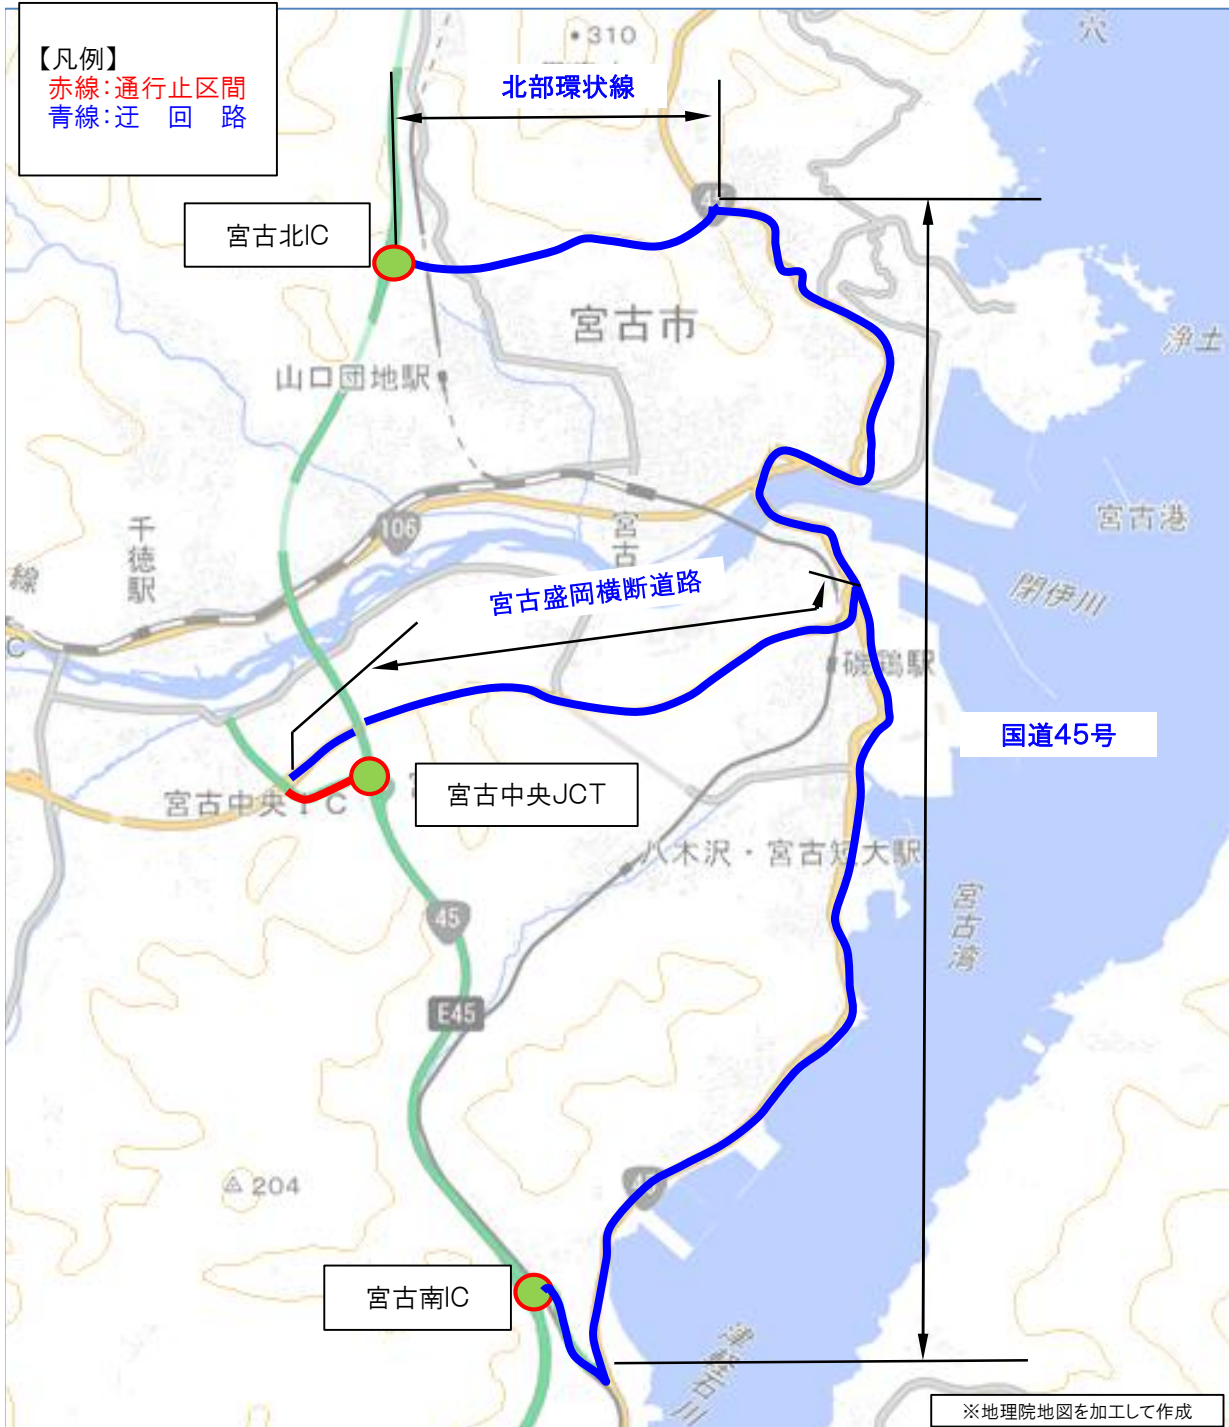 【凡例】
赤線:通行止区間
青線:迂 回 路
・310
北部環状線
穴
宮古北IC
宮古市
浄土
山口団地駅
宮古港
106
千徳駅
宮古
線
宮古盛岡横断道路
閉伊川
C
磯鶏駅
国道45号
宮古中央JCT
宮古中央IC
八木沢・宮古短大駅
宮古湾
45
E45
204
45
宮古南IC
津軽石川
※地理院地図を加工して作成